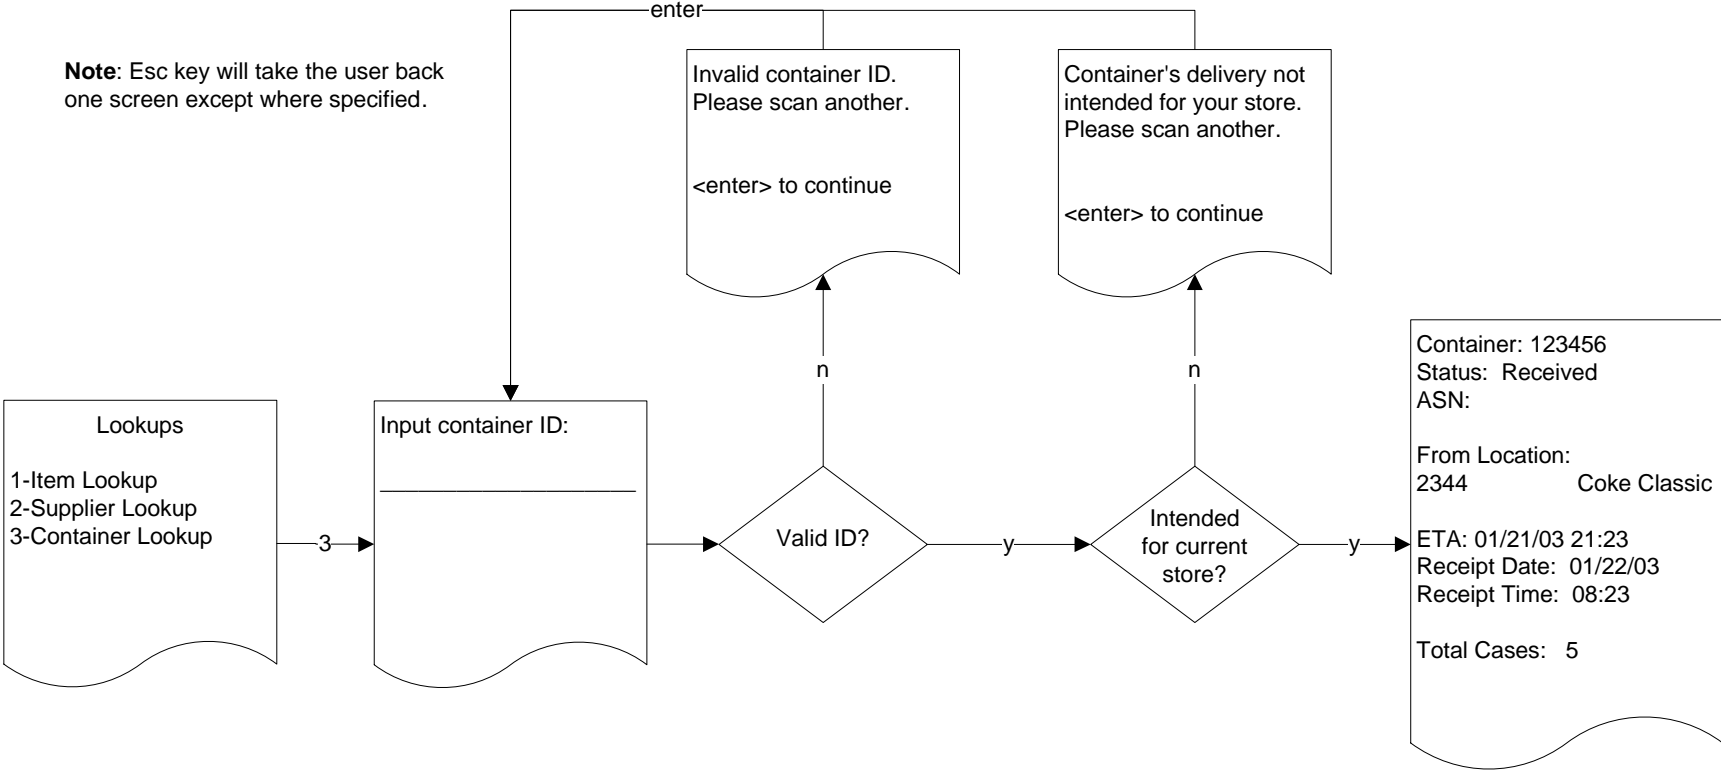 enter
Note: Esc key will take the user back
one screen except where specified.
Invalid container ID.
Please scan another.
<enter> to continue
Container's delivery not
intended for your store.
Please scan another.
<enter> to continue
n
n
Lookups
1-Item Lookup
2-Supplier Lookup
3-Container Lookup
3
Input container ID:
Valid ID?
y
Intended
for current
store?
y
Container: 123456
Status:  Received
ASN:
From Location:
2344 Coke Classic
ETA: 01/21/03 21:23
Receipt Date:  01/22/03
Receipt Time:  08:23
Total Cases:   5